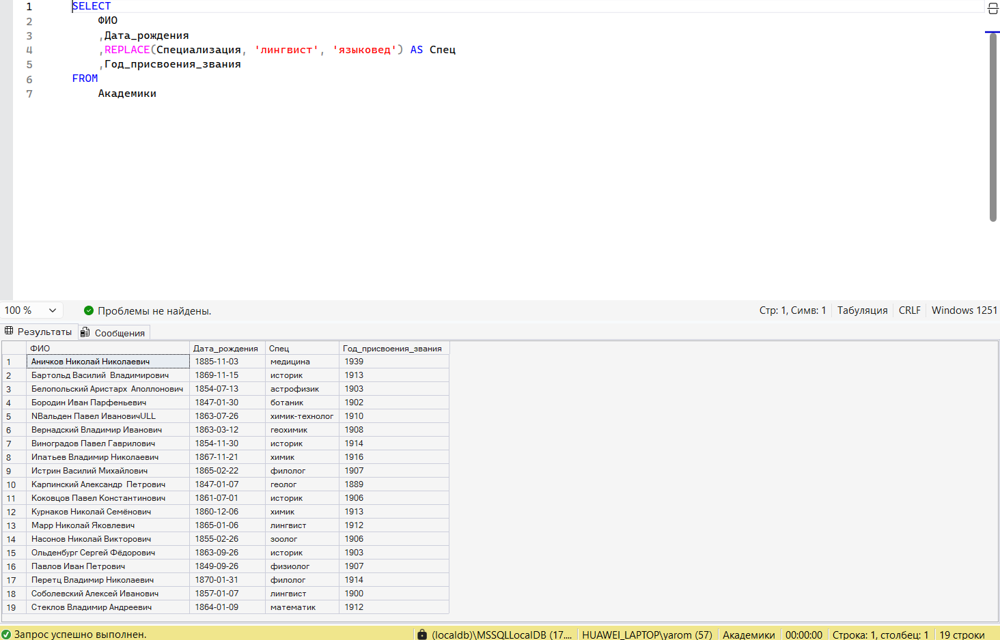 1 SELECT
2 ФИО
3 ,Дата_рождения
4 ,REPLACE(Специализация, 'лингвист', 'языковед') AS Спец
5 ,Год_присвоения_звания
6 FROM
7 Академики
100 % Проблемы не найдены. Стр: 1, Симв: 1 Табуляция CRLF Windows 1251
Результаты Сообщения
ФИО Дата_рождения Спец Год_присвоения_звания
1 Аничков Николай Николаевич 1885-11-03 медицина 1939
2 Бартольд Василий  Владимирович 1869-11-15 историк 1913
3 Белопольский Аристарх  Аполлонович 1854-07-13 астрофизик 1903
4 Бородин Иван Парфеньевич 1847-01-30 ботаник 1902
5 NВальден Павел ИвановичULL 1863-07-26 химик-технолог 1910
6 Вернадский Владимир Иванович 1863-03-12 геохимик 1908
7 Виноградов Павел Гаврилович 1854-11-30 историк 1914
8 Ипатьев Владимир Николаевич 1867-11-21 химик 1916
9 Истрин Василий Михайлович 1865-02-22 филолог 1907
10 Карпинский Александр  Петрович 1847-01-07 геолог 1889
11 Коковцов Павел Константинович 1861-07-01 историк 1906
12 Курнаков Николай Семёнович 1860-12-06 химик 1913
13 Марр Николай Яковлевич 1865-01-06 лингвист 1912
14 Насонов Николай Викторович 1855-02-26 зоолог 1906
15 Ольденбург Сергей Фёдорович 1863-09-26 историк 1903
16 Павлов Иван Петрович 1849-09-26 физиолог 1907
17 Перетц Владимир Николаевич 1870-01-31 филолог 1914
18 Соболевский Алексей Иванович 1857-01-07 лингвист 1900
19 Стеклов Владимир Андреевич 1864-01-09 математик 1912
Запрос успешно выполнен. (localdb)\MSSQLLocalDB (17.... HUAWEI_LAPTOP\yarom (57) Академики 00:00:00 Строка: 1, столбец: 1 19 строки